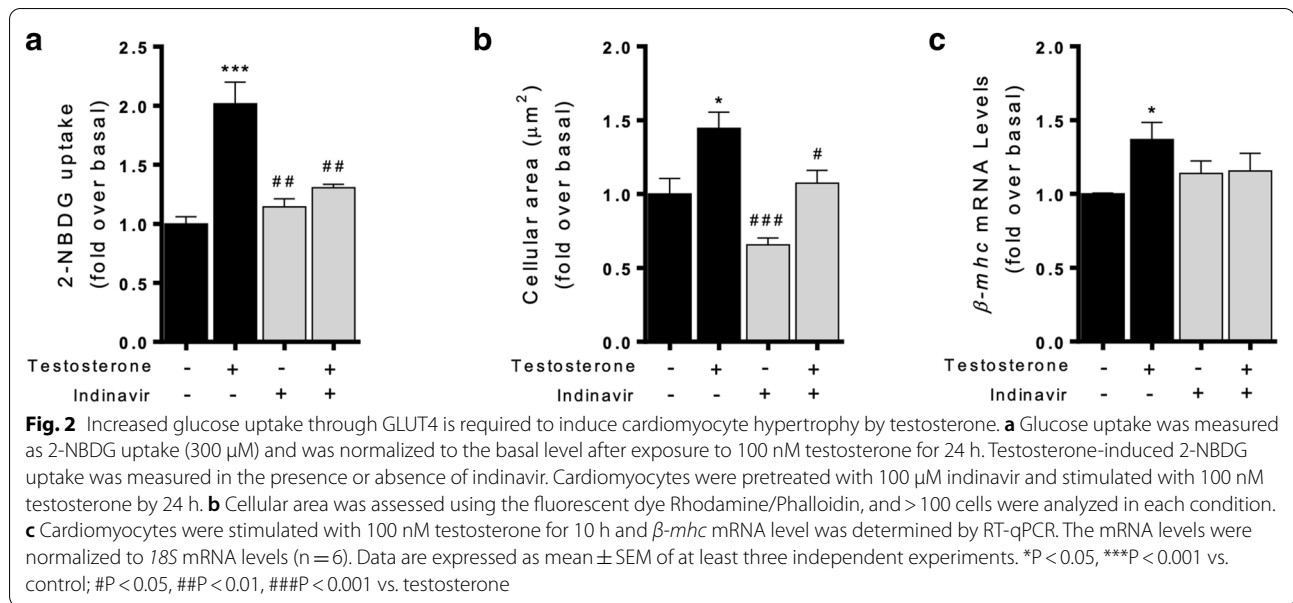 a
2-NBDG uptake
(fold over basal)
2.5
2.0
1.5
1.0
0.5
0.0
***
##
##
Testosterone - + - +
Indinavir - - + +
b
Cellular area (μm²)
(fold over basal)
2.0
1.5
1.0
0.5
0.0
*
###
#
- + - +
- - + +
c
β-mhc mRNA Levels
(fold over basal)
2.0
1.5
1.0
0.5
0.0
*
Testosterone - + - +
Indinavir - - + +
Fig. 2 Increased glucose uptake through GLUT4 is required to induce cardiomyocyte hypertrophy by testosterone. a Glucose uptake was measured
as 2-NBDG uptake (300 μM) and was normalized to the basal level after exposure to 100 nM testosterone for 24 h. Testosterone-induced 2-NBDG
uptake was measured in the presence or absence of indinavir. Cardiomyocytes were pretreated with 100 μM indinavir and stimulated with 100 nM
testosterone by 24 h. b Cellular area was assessed using the fluorescent dye Rhodamine/Phalloidin, and > 100 cells were analyzed in each condition.
c Cardiomyocytes were stimulated with 100 nM testosterone for 10 h and β-mhc mRNA level was determined by RT-qPCR. The mRNA levels were
normalized to 18S mRNA levels (n = 6). Data are expressed as mean ± SEM of at least three independent experiments. *P < 0.05, ***P < 0.001 vs.
control; #P < 0.05, ##P < 0.01, ###P < 0.001 vs. testosterone